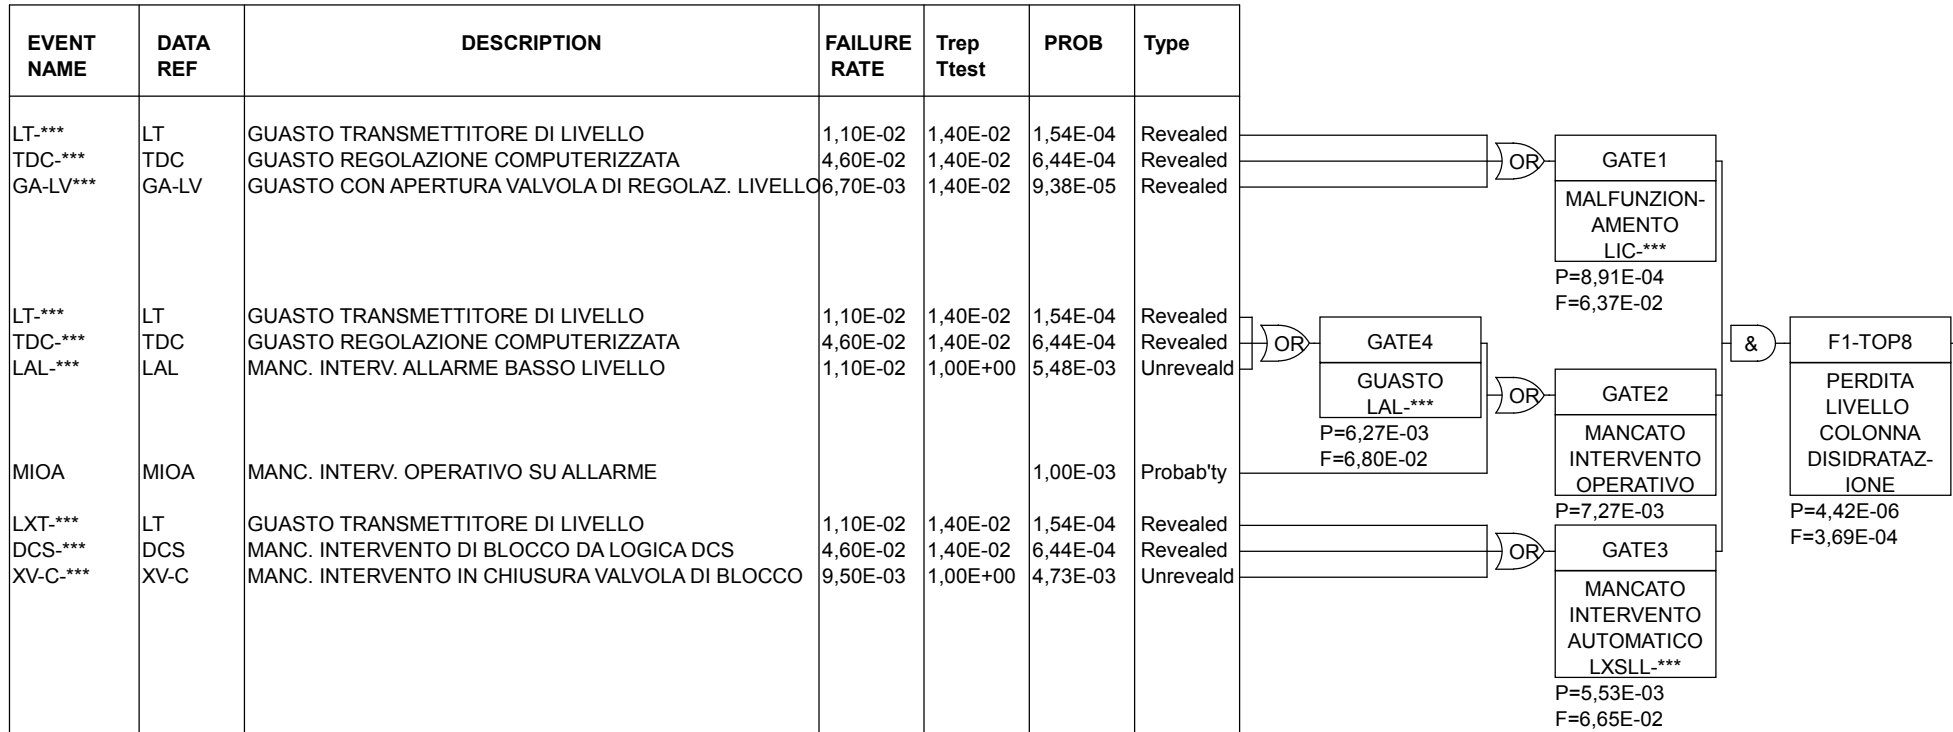 EVENT NAME DATA REF DESCRIPTION FAILURE RATE Trep Ttest PROB Type
LT-*** LT GUASTO TRANSMETTITORE DI LIVELLO 1,10E-02 1,40E-02 1,54E-04 Revealed
TDC-*** TDC GUASTO REGOLAZIONE COMPUTERIZZATA 4,60E-02 1,40E-02 6,44E-04 Revealed
GA-LV*** GA-LV GUASTO CON APERTURA VALVOLA DI REGOLAZ. LIVELLO 6,70E-03 1,40E-02 9,38E-05 Revealed
OR
GATE1
MALFUNZION-
AMENTO
LIC-***
P=8,91E-04
F=6,37E-02
LT-*** LT GUASTO TRANSMETTITORE DI LIVELLO 1,10E-02 1,40E-02 1,54E-04 Revealed
TDC-*** TDC GUASTO REGOLAZIONE COMPUTERIZZATA 4,60E-02 1,40E-02 6,44E-04 Revealed
LAL-*** LAL MANC. INTERV. ALLARME BASSO LIVELLO 1,10E-02 1,00E+00 5,48E-03 Unreveald
OR
GATE4
GUASTO
LAL-***
P=6,27E-03
F=6,80E-02
MIOA MIOA MANC. INTERV. OPERATIVO SU ALLARME 1,00E-03 Probab'ty
OR
GATE2
MANCATO
INTERVENTO
OPERATIVO
P=7,27E-03
&
F1-TOP8
PERDITA
LIVELLO
COLONNA
DISIDRATAZ-
IONE
P=4,42E-06
F=3,69E-04
LXT-*** LT GUASTO TRANSMETTITORE DI LIVELLO 1,10E-02 1,40E-02 1,54E-04 Revealed
DCS-*** DCS MANC. INTERVENTO DI BLOCCO DA LOGICA DCS 4,60E-02 1,40E-02 6,44E-04 Revealed
XV-C-*** XV-C MANC. INTERVENTO IN CHIUSURA VALVOLA DI BLOCCO 9,50E-03 1,00E+00 4,73E-03 Unreveald
OR
GATE3
MANCATO
INTERVENTO
AUTOMATICO
LXSLL-***
P=5,53E-03
F=6,65E-02